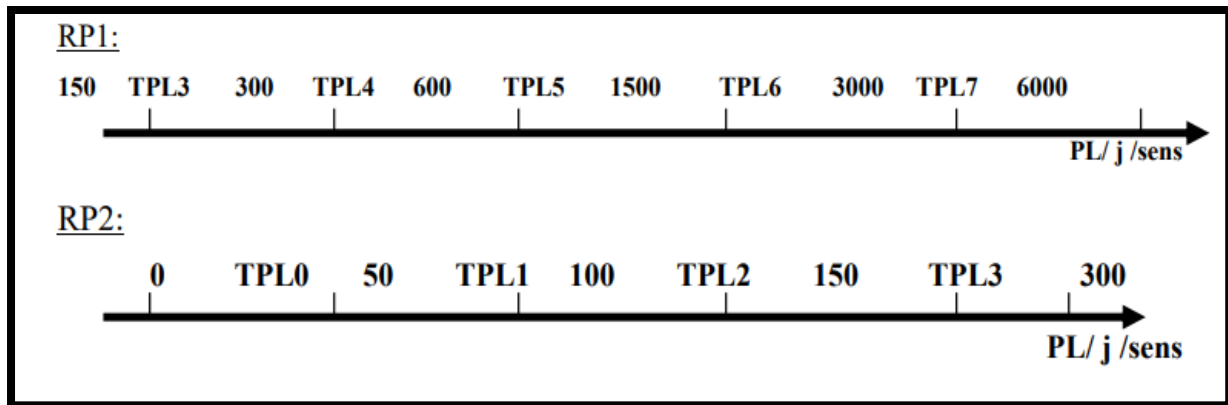 RP1:
150 TPL3 300 TPL4 600 TPL5 1500 TPL6 3000 TPL7 6000
PL/ j /sens
RP2:
0 TPL0 50 TPL1 100 TPL2 150 TPL3 300
PL/ j /sens